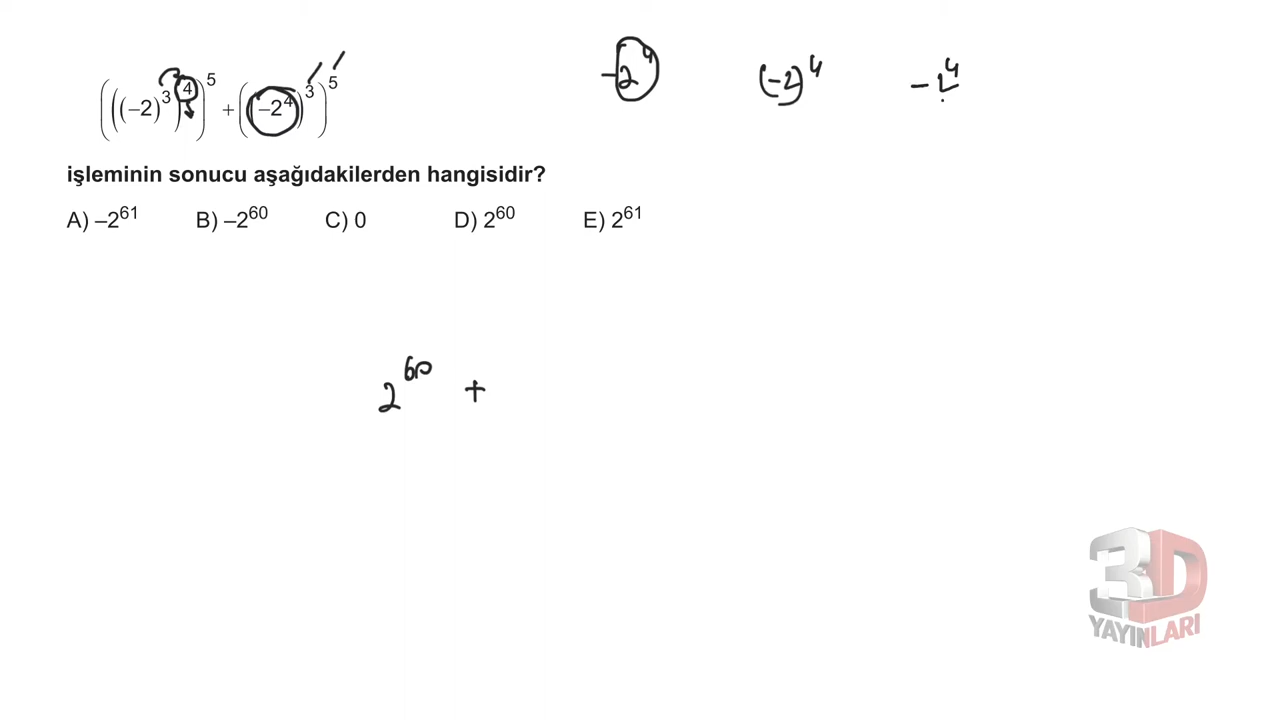 (((-2)³)⁴)⁵ + ((-2⁴)³)⁵
-2⁴ (-2)⁴ -2⁴
işleminin sonucu aşağıdakilerden hangisidir?
A) –2⁶¹ B) –2⁶⁰ C) 0 D) 2⁶⁰ E) 2⁶¹
2⁶⁰ +
3D
YAYINLARI